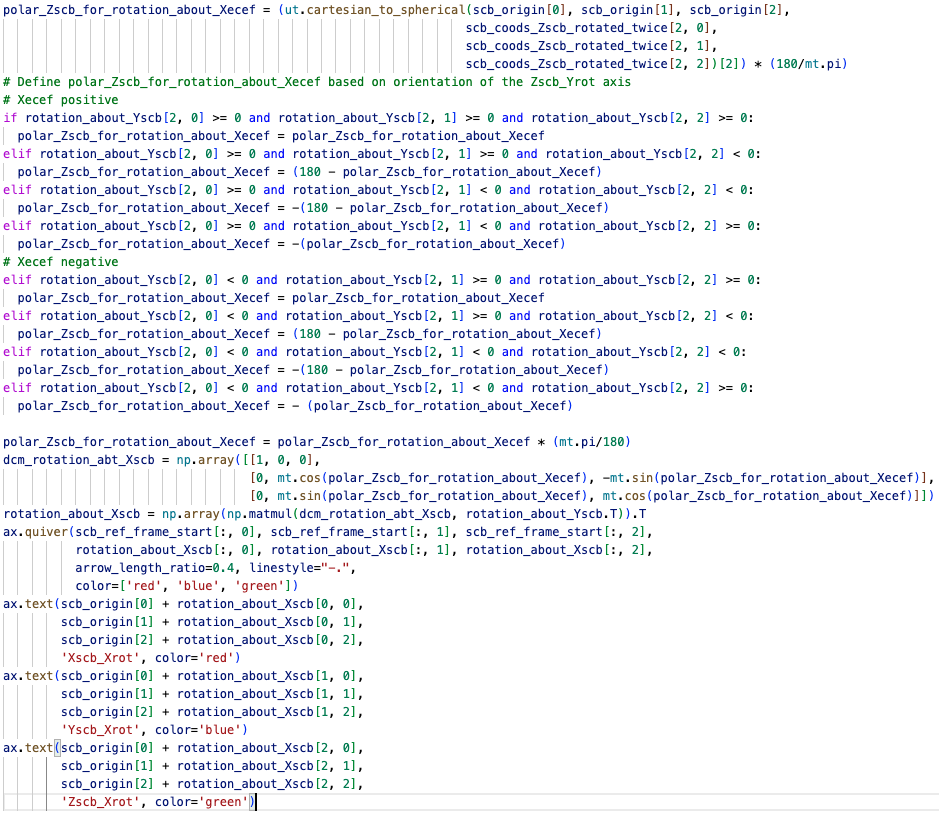 polar_Zscb_for_rotation_about_Xecef = (ut.cartesian_to_spherical(scb_origin[0], scb_origin[1], scb_origin[2],
scb_coods_Zscb_rotated_twice[2, 0],
scb_coods_Zscb_rotated_twice[2, 1],
scb_coods_Zscb_rotated_twice[2, 2])[2]) * (180/mt.pi)
# Define polar_Zscb_for_rotation_about_Xecef based on orientation of the Zscb_Yrot axis
# Xecef positive
if rotation_about_Yscb[2, 0] >= 0 and rotation_about_Yscb[2, 1] >= 0 and rotation_about_Yscb[2, 2] >= 0:
polar_Zscb_for_rotation_about_Xecef = polar_Zscb_for_rotation_about_Xecef
elif rotation_about_Yscb[2, 0] >= 0 and rotation_about_Yscb[2, 1] >= 0 and rotation_about_Yscb[2, 2] < 0:
polar_Zscb_for_rotation_about_Xecef = (180 - polar_Zscb_for_rotation_about_Xecef)
elif rotation_about_Yscb[2, 0] >= 0 and rotation_about_Yscb[2, 1] < 0 and rotation_about_Yscb[2, 2] < 0:
polar_Zscb_for_rotation_about_Xecef = -(180 - polar_Zscb_for_rotation_about_Xecef)
elif rotation_about_Yscb[2, 0] >= 0 and rotation_about_Yscb[2, 1] < 0 and rotation_about_Yscb[2, 2] >= 0:
polar_Zscb_for_rotation_about_Xecef = -(polar_Zscb_for_rotation_about_Xecef)
# Xecef negative
elif rotation_about_Yscb[2, 0] < 0 and rotation_about_Yscb[2, 1] >= 0 and rotation_about_Yscb[2, 2] >= 0:
polar_Zscb_for_rotation_about_Xecef = polar_Zscb_for_rotation_about_Xecef
elif rotation_about_Yscb[2, 0] < 0 and rotation_about_Yscb[2, 1] >= 0 and rotation_about_Yscb[2, 2] < 0:
polar_Zscb_for_rotation_about_Xecef = (180 - polar_Zscb_for_rotation_about_Xecef)
elif rotation_about_Yscb[2, 0] < 0 and rotation_about_Yscb[2, 1] < 0 and rotation_about_Yscb[2, 2] < 0:
polar_Zscb_for_rotation_about_Xecef = -(180 - polar_Zscb_for_rotation_about_Xecef)
elif rotation_about_Yscb[2, 0] < 0 and rotation_about_Yscb[2, 1] < 0 and rotation_about_Yscb[2, 2] >= 0:
polar_Zscb_for_rotation_about_Xecef = - (polar_Zscb_for_rotation_about_Xecef)
polar_Zscb_for_rotation_about_Xecef = polar_Zscb_for_rotation_about_Xecef * (mt.pi/180)
dcm_rotation_abt_Xscb = np.array([[1, 0, 0],
[0, mt.cos(polar_Zscb_for_rotation_about_Xecef), -mt.sin(polar_Zscb_for_rotation_about_Xecef)],
[0, mt.sin(polar_Zscb_for_rotation_about_Xecef), mt.cos(polar_Zscb_for_rotation_about_Xecef)]])
rotation_about_Xscb = np.array(np.matmul(dcm_rotation_abt_Xscb, rotation_about_Yscb.T)).T
ax.quiver(scb_ref_frame_start[:, 0], scb_ref_frame_start[:, 1], scb_ref_frame_start[:, 2],
rotation_about_Xscb[:, 0], rotation_about_Xscb[:, 1], rotation_about_Xscb[:, 2],
arrow_length_ratio=0.4, linestyle="-.",
color=['red', 'blue', 'green'])
ax.text(scb_origin[0] + rotation_about_Xscb[0, 0],
scb_origin[1] + rotation_about_Xscb[0, 1],
scb_origin[2] + rotation_about_Xscb[0, 2],
'Xscb_Xrot', color='red')
ax.text(scb_origin[0] + rotation_about_Xscb[1, 0],
scb_origin[1] + rotation_about_Xscb[1, 1],
scb_origin[2] + rotation_about_Xscb[1, 2],
'Yscb_Xrot', color='blue')
ax.text(scb_origin[0] + rotation_about_Xscb[2, 0],
scb_origin[1] + rotation_about_Xscb[2, 1],
scb_origin[2] + rotation_about_Xscb[2, 2],
'Zscb_Xrot', color='green')